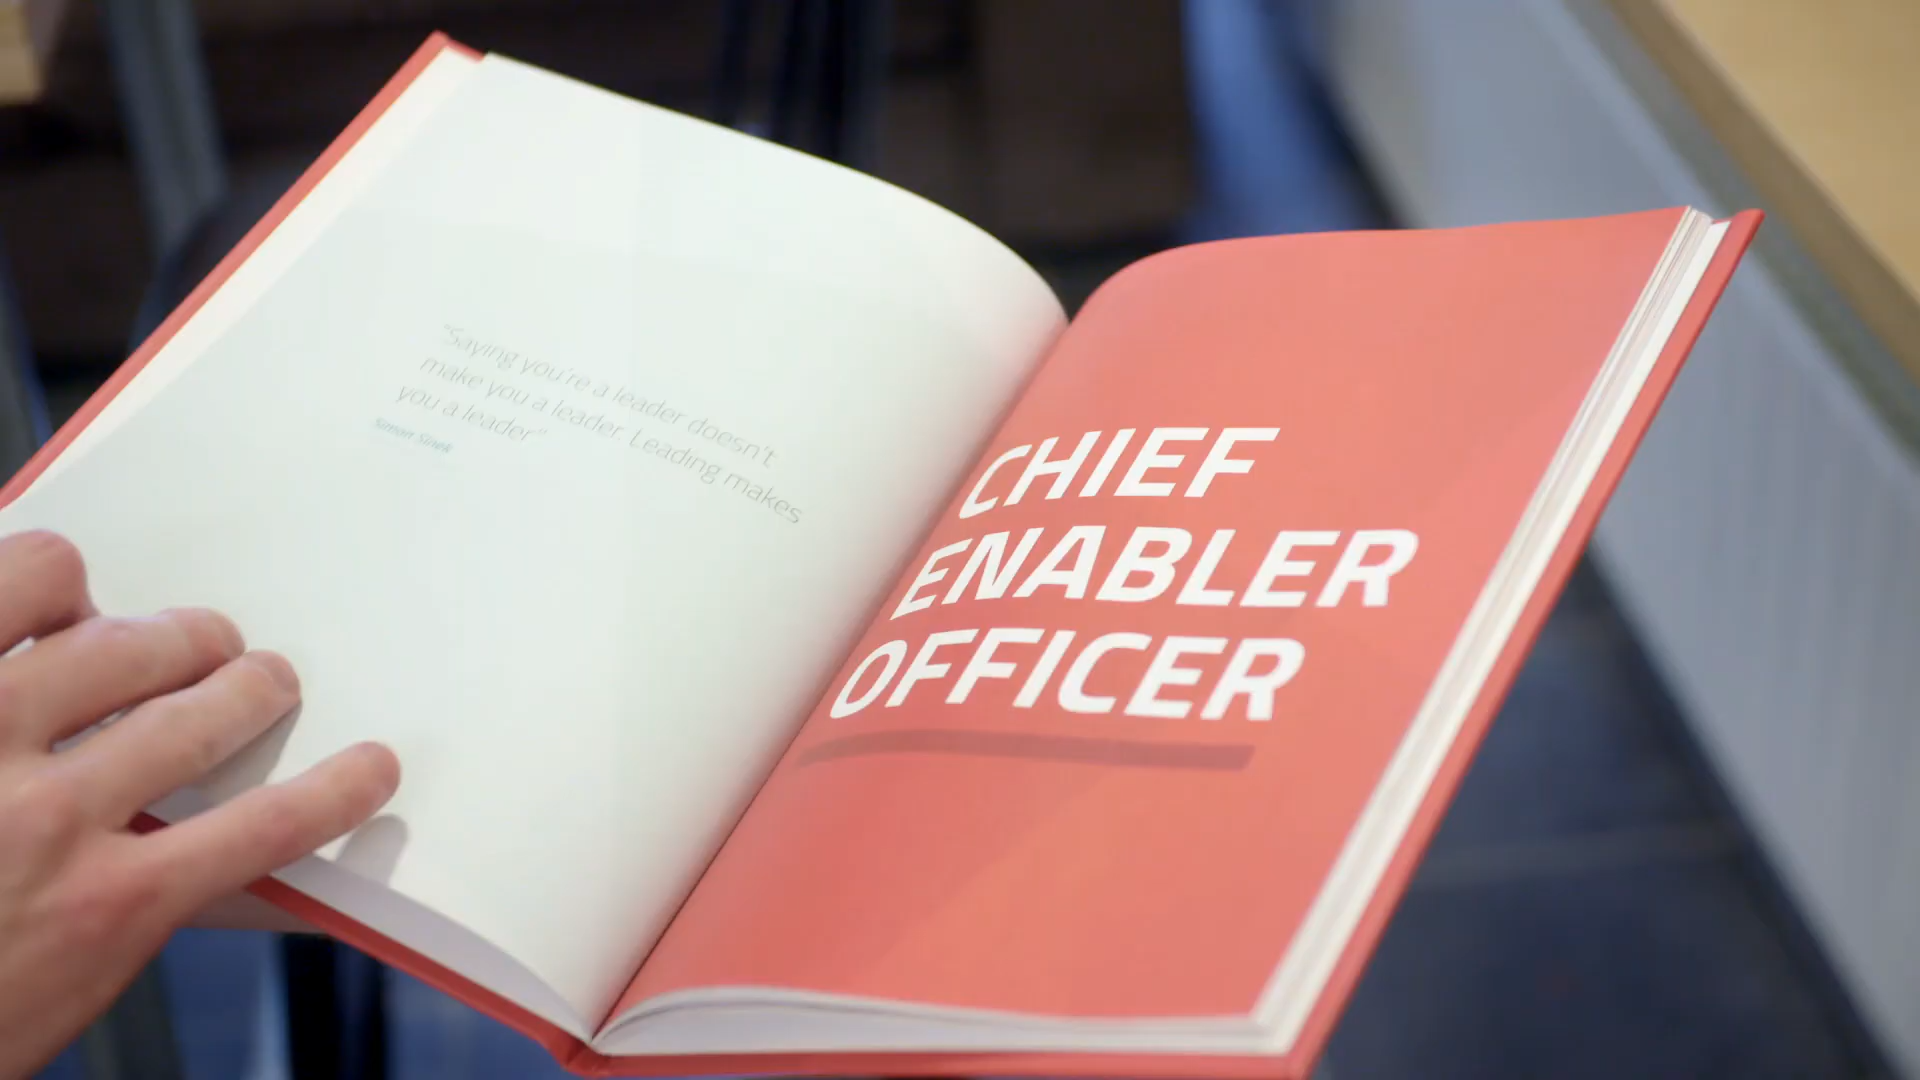 "Saying you're a leader doesn't
make you a leader. Leading makes
you a leader"
Simon Sinek
CHIEF
ENABLER
OFFICER